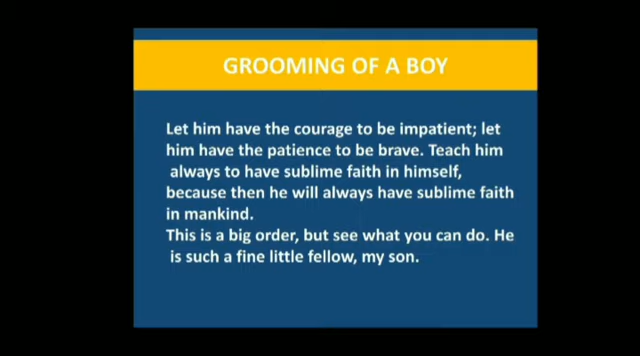 GROOMING OF A BOY
Let him have the courage to be impatient; let
him have the patience to be brave. Teach him
always to have sublime faith in himself,
because then he will always have sublime faith
in mankind.
This is a big order, but see what you can do. He
is such a fine little fellow, my son.